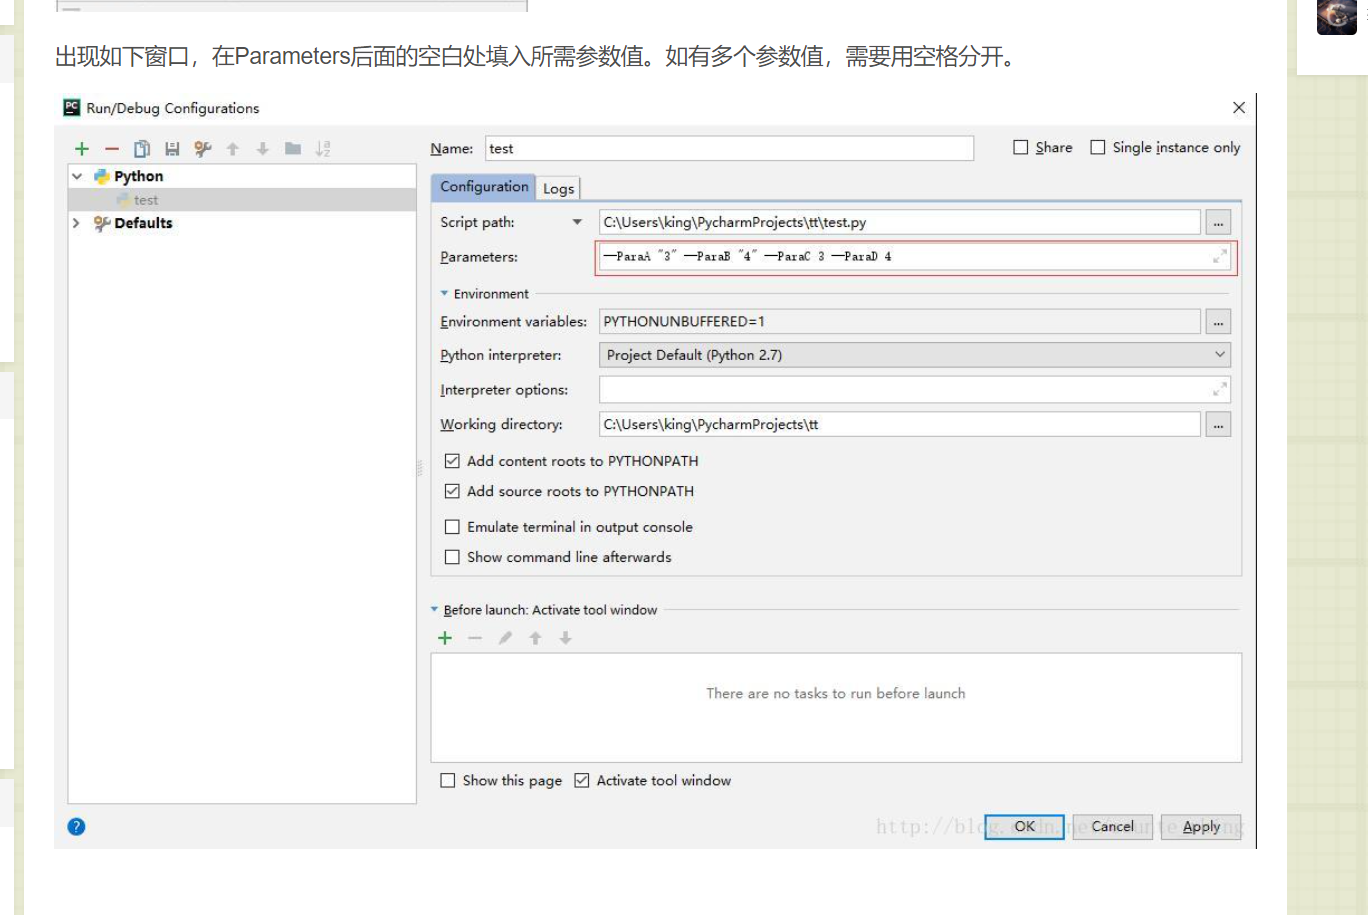 出现如下窗口，在Parameters后面的空白处填入所需参数值。如有多个参数值，需要用空格分开。
PC Run/Debug Configurations
Name: test
Share
Single instance only
Python
test
Defaults
Configuration
Logs
Script path: C:\Users\king\PycharmProjects\tt\test.py ...
Parameters: —ParaA "3" —ParaB "4" —ParaC 3 —ParaD 4
Environment
Environment variables: PYTHONUNBUFFERED=1 ...
Python interpreter: Project Default (Python 2.7)
Interpreter options:
Working directory: C:\Users\king\PycharmProjects\tt ...
Add content roots to PYTHONPATH
Add source roots to PYTHONPATH
Emulate terminal in output console
Show command line afterwards
Before launch: Activate tool window
There are no tasks to run before launch
Show this page
Activate tool window
?
OK
Cancel
Apply